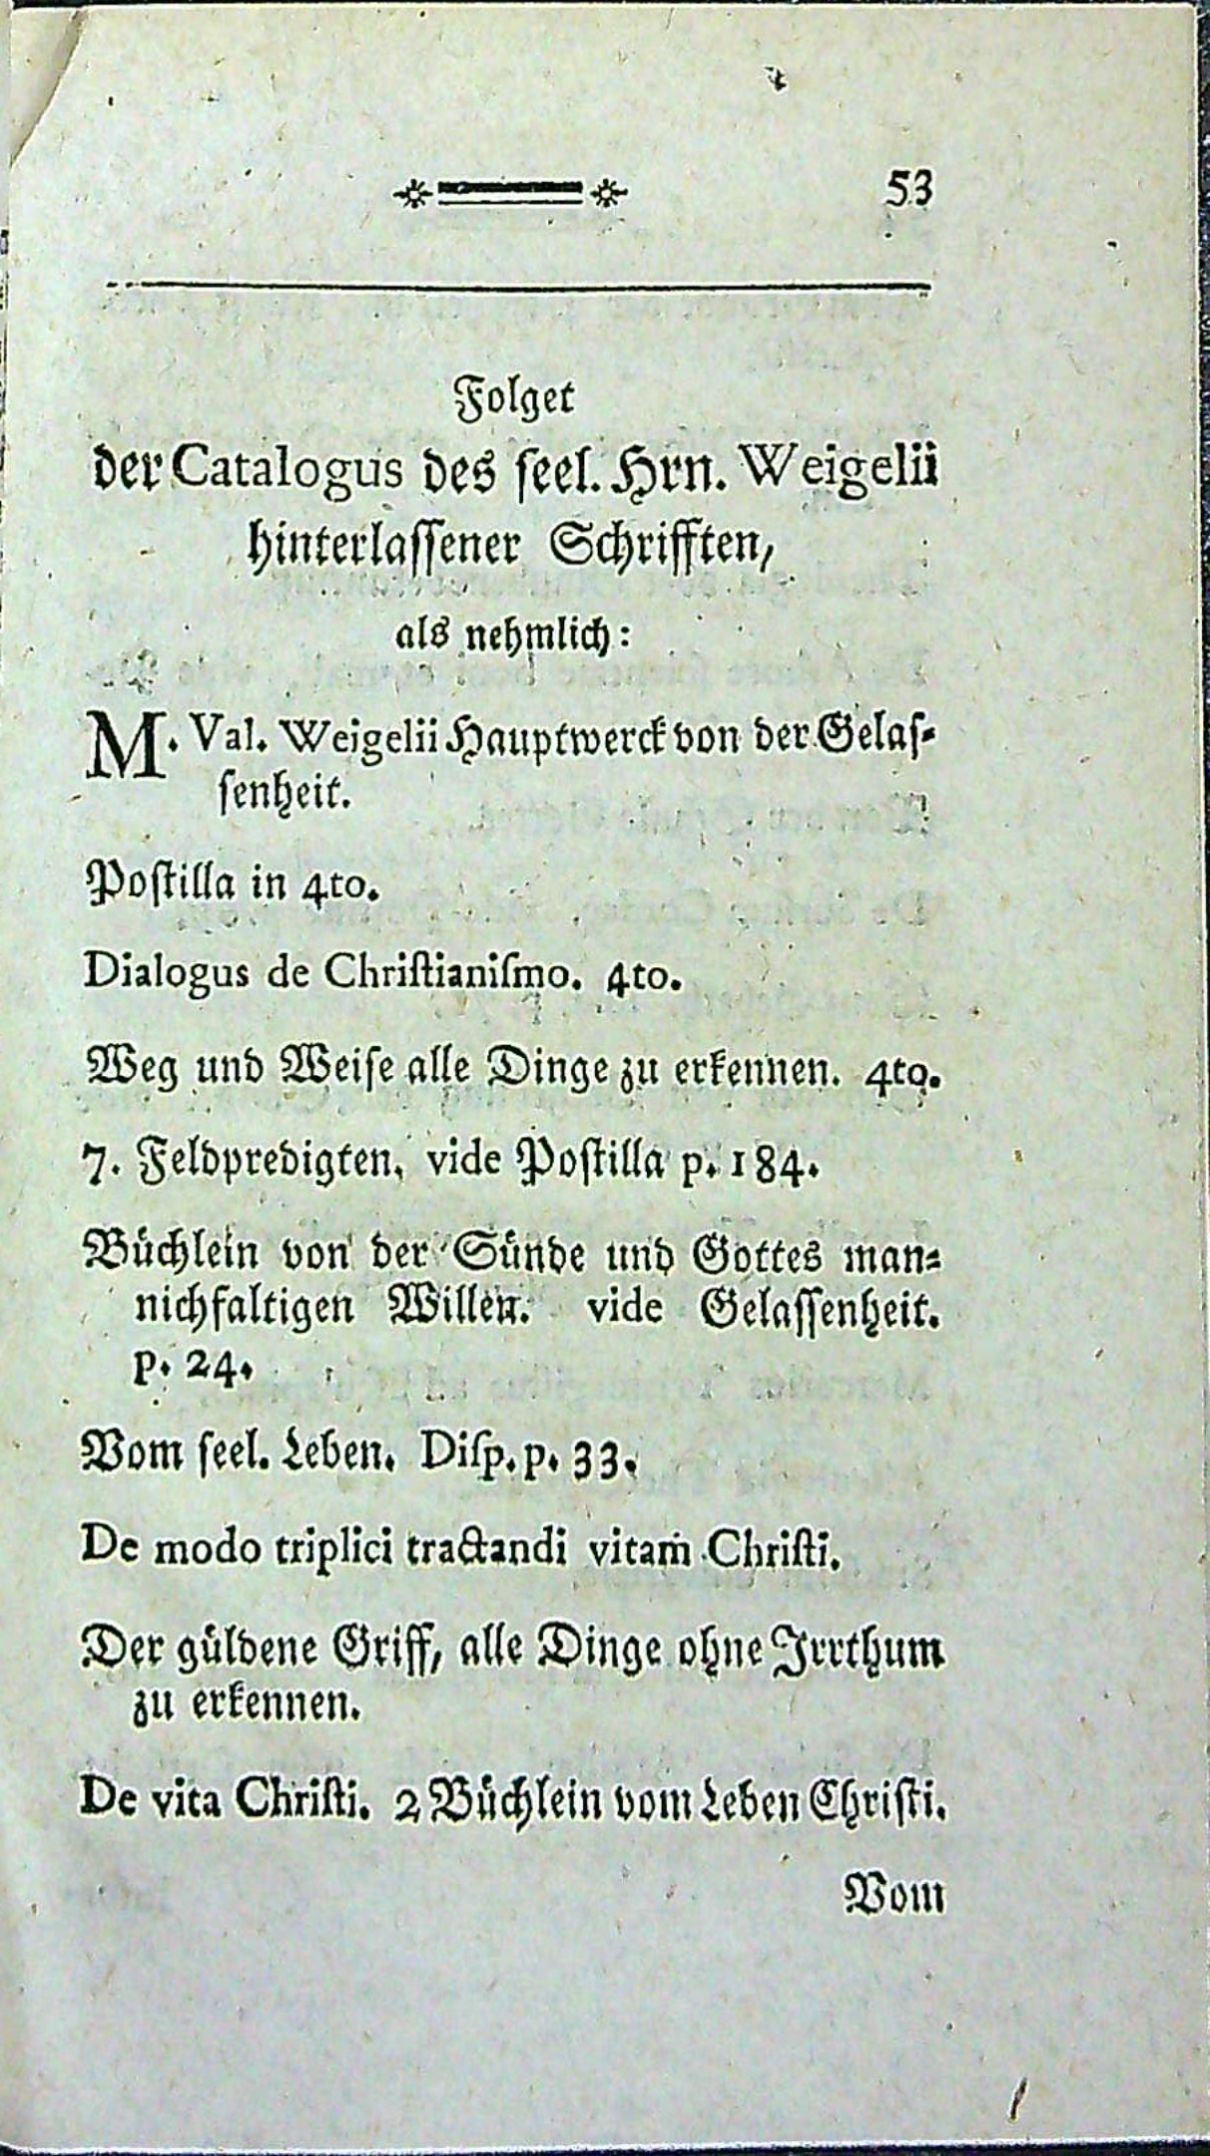 53
Folget
der Catalogus des seel. Hrn. Weigelii
hinterlassener Schrifften,
als nehmlich:
M. Val. Weigelii Hauptwerck von der Gelas-
senheit.
Postilla in 4to.
Dialogus de Christianismo. 4to.
Weg und Weise alle Dinge zu erkennen. 4to.
7. Feldpredigten, vide Postilla p. 184.
Büchlein von der Sünde und Gottes man-
nichfaltigen Willen. vide Gelassenheit.
p. 24.
Vom seel. Leben. Disp. p. 33.
De modo triplici tractandi vitam Christi.
Der güldene Griff, alle Dinge ohne Irrthum
zu erkennen.
De vita Christi. 2 Büchlein vom Leben Christi.
Vom